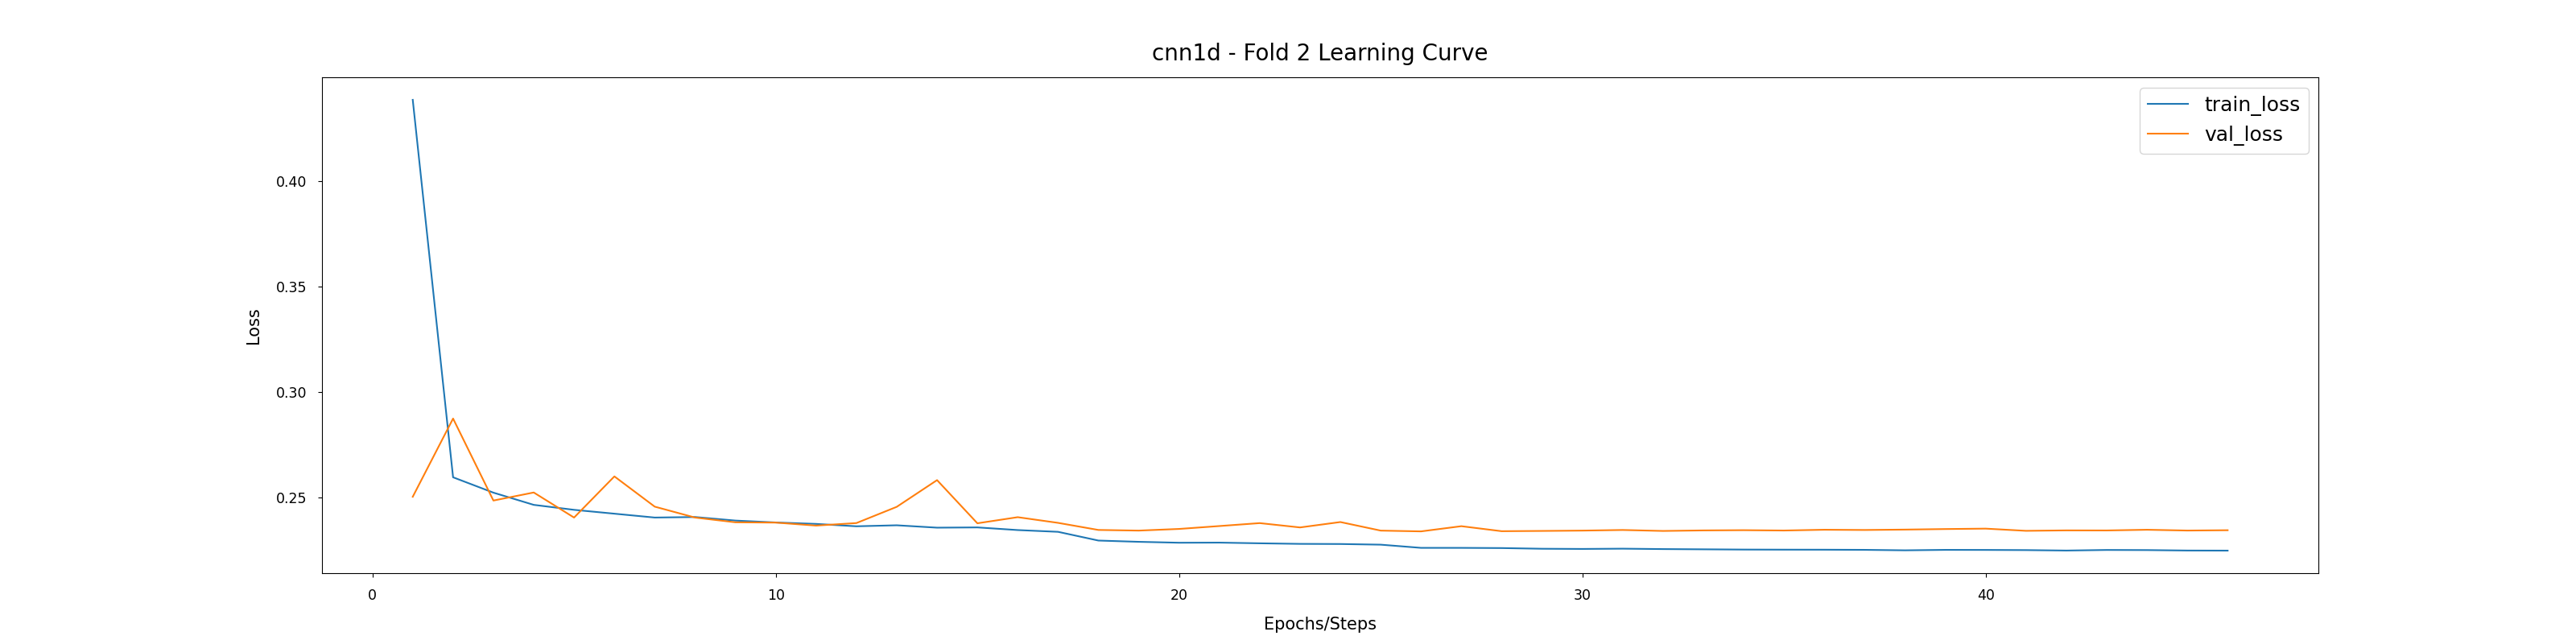 cnn1d - Fold 2 Learning Curve
train_loss
val_loss
0.40
0.35
0.30
0.25
Loss
0 10 20 30 40
Epochs/Steps